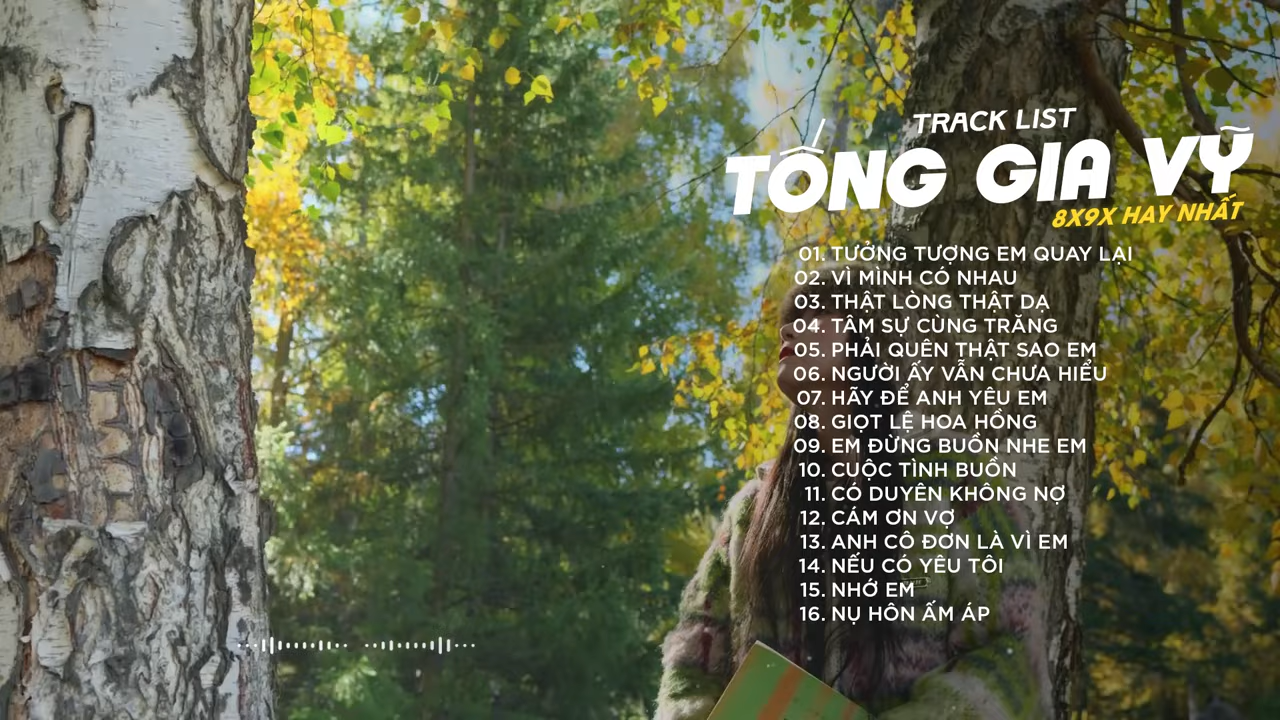 TRACK LIST
TỐNG GIA VỸ
8X9X HAY NHẤT
01. TƯỞNG TƯỢNG EM QUAY LẠI
02. VÌ MÌNH CÓ NHAU
03. THẬT LÒNG THẬT DẠ
04. TÂM SỰ CÙNG TRĂNG
05. PHẢI QUÊN THẬT SAO EM
06. NGƯỜI ẤY VẪN CHƯA HIỂU
07. HÃY ĐỂ ANH YÊU EM
08. GIỌT LỆ HOA HỒNG
09. EM ĐỪNG BUỒN NHE EM
10. CUỘC TÌNH BUỒN
11. CÓ DUYÊN KHÔNG NỢ
12. CÁM ƠN VỢ
13. ANH CÔ ĐƠN LÀ VÌ EM
14. NẾU CÓ YÊU TÔI
15. NHỚ EM
16. NỤ HÔN ẤM ÁP